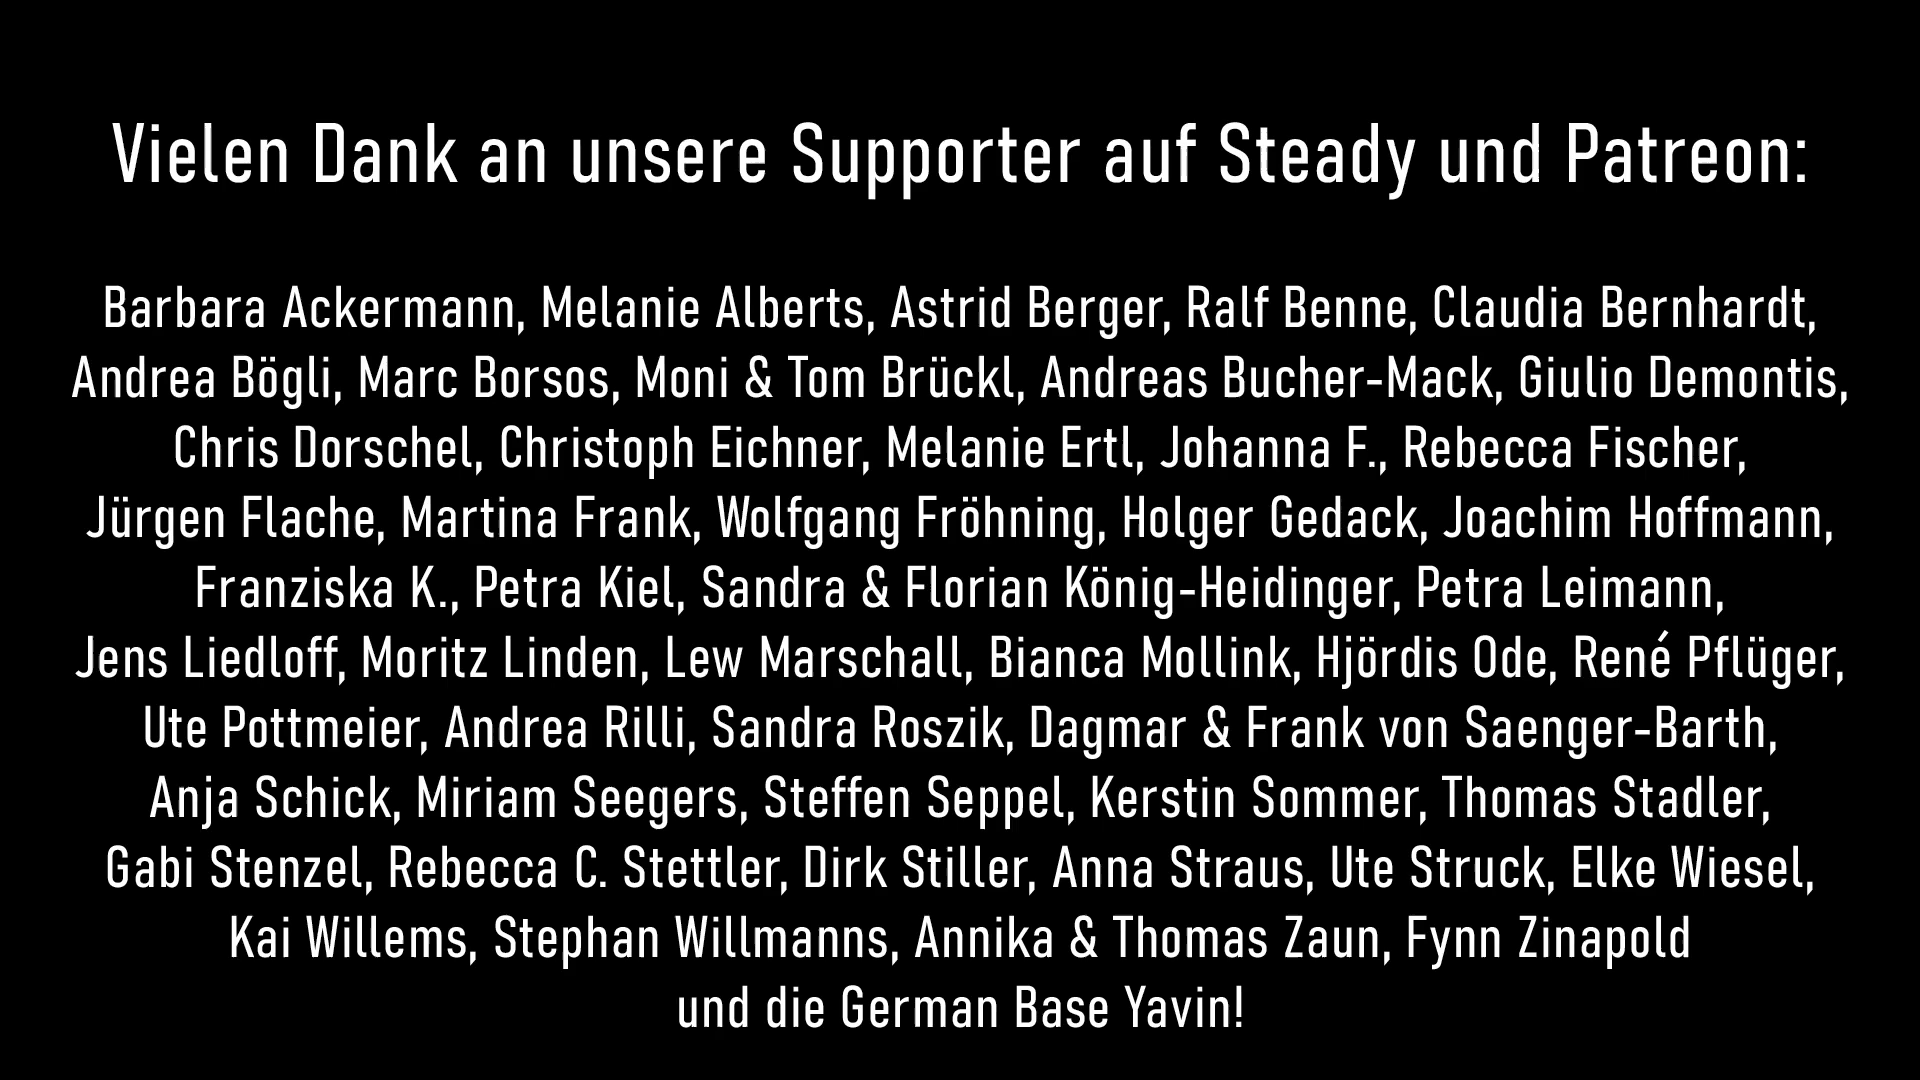 Vielen Dank an unsere Supporter auf Steady und Patreon:
Barbara Ackermann, Melanie Alberts, Astrid Berger, Ralf Benne, Claudia Bernhardt,
Andrea Bögli, Marc Borsos, Moni & Tom Brückl, Andreas Bucher-Mack, Giulio Demontis,
Chris Dorschel, Christoph Eichner, Melanie Ertl, Johanna F., Rebecca Fischer,
Jürgen Flache, Martina Frank, Wolfgang Fröhning, Holger Gedack, Joachim Hoffmann,
Franziska K., Petra Kiel, Sandra & Florian König-Heidinger, Petra Leimann,
Jens Liedloff, Moritz Linden, Lew Marschall, Bianca Mollink, Hjördis Ode, René Pflüger,
Ute Pottmeier, Andrea Rilli, Sandra Roszik, Dagmar & Frank von Saenger-Barth,
Anja Schick, Miriam Seegers, Steffen Seppel, Kerstin Sommer, Thomas Stadler,
Gabi Stenzel, Rebecca C. Stettler, Dirk Stiller, Anna Straus, Ute Struck, Elke Wiesel,
Kai Willems, Stephan Willmanns, Annika & Thomas Zaun, Fynn Zinapold
und die German Base Yavin!